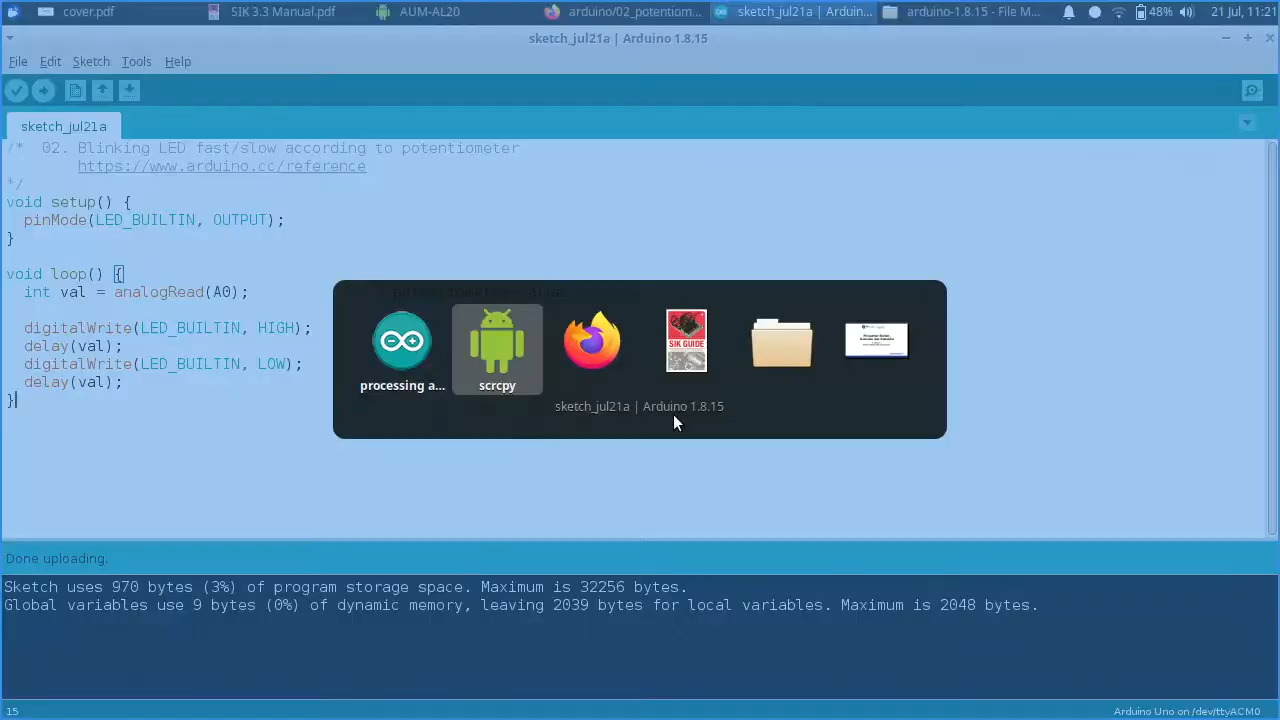 cover.pdf SIK 3.3 Manual.pdf AUM-AL20 arduino/02_potentiom... sketch_jul21a | Arduin... arduino-1.8.15 - File M... 48% 21 Jul, 11:21
sketch_jul21a | Arduino 1.8.15
File Edit Sketch Tools Help
sketch_jul21a
/* 02. Blinking LED fast/slow according to potentiometer
https://www.arduino.cc/reference
*/
void setup() {
pinMode(LED_BUILTIN, OUTPUT);
}
void loop() {
int val = analogRead(A0);
digitalWrite(LED_BUILTIN, HIGH);
delay(val);
digitalWrite(LED_BUILTIN, LOW);
delay(val);
}
processing a... scrcpy
SIK GUIDE
sketch_jul21a | Arduino 1.8.15
Done uploading.
Sketch uses 970 bytes (3%) of program storage space. Maximum is 32256 bytes.
Global variables use 9 bytes (0%) of dynamic memory, leaving 2039 bytes for local variables. Maximum is 2048 bytes.
15 Arduino Uno on /dev/ttyACM0